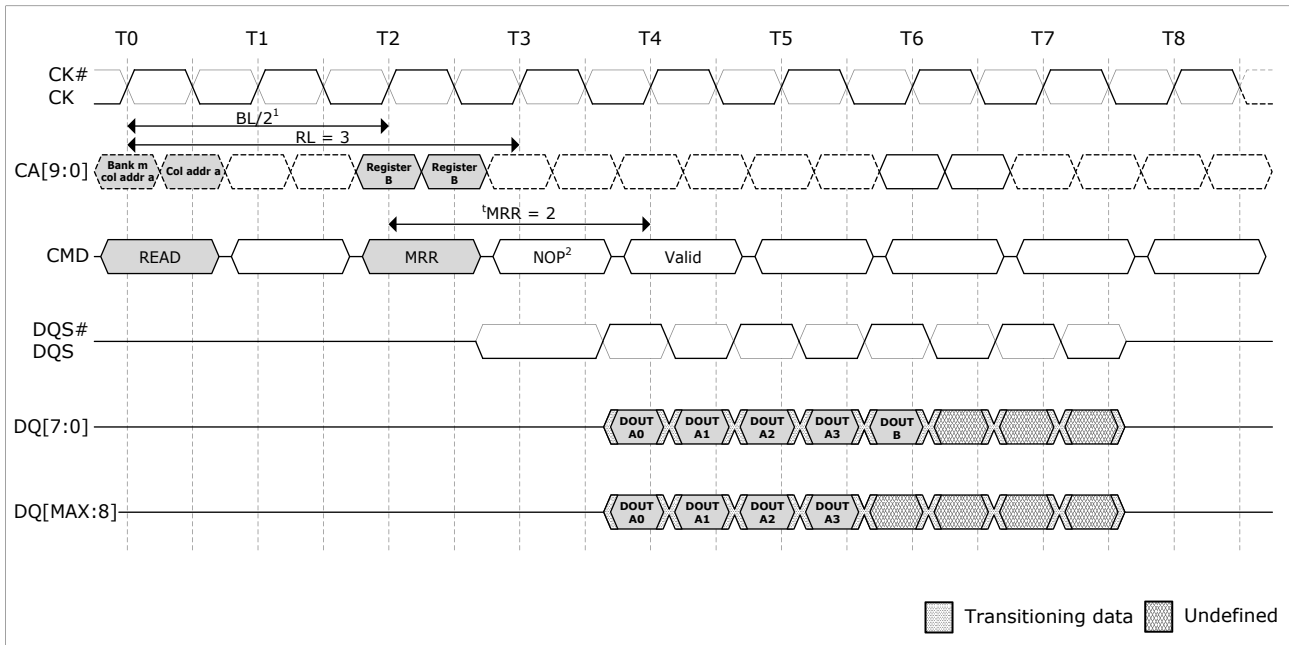 T0 T1 T2 T3 T4 T5 T6 T7 T8
CK#
CK
BL/2¹
RL = 3
CA[9:0] Bank m col addr a Col addr a Register B Register B
ᵗMRR = 2
CMD READ MRR NOP² Valid
DQS#
DQS
DQ[7:0] DOUT A0 DOUT A1 DOUT A2 DOUT A3 DOUT B
DQ[MAX:8] DOUT A0 DOUT A1 DOUT A2 DOUT A3
Transitioning data Undefined